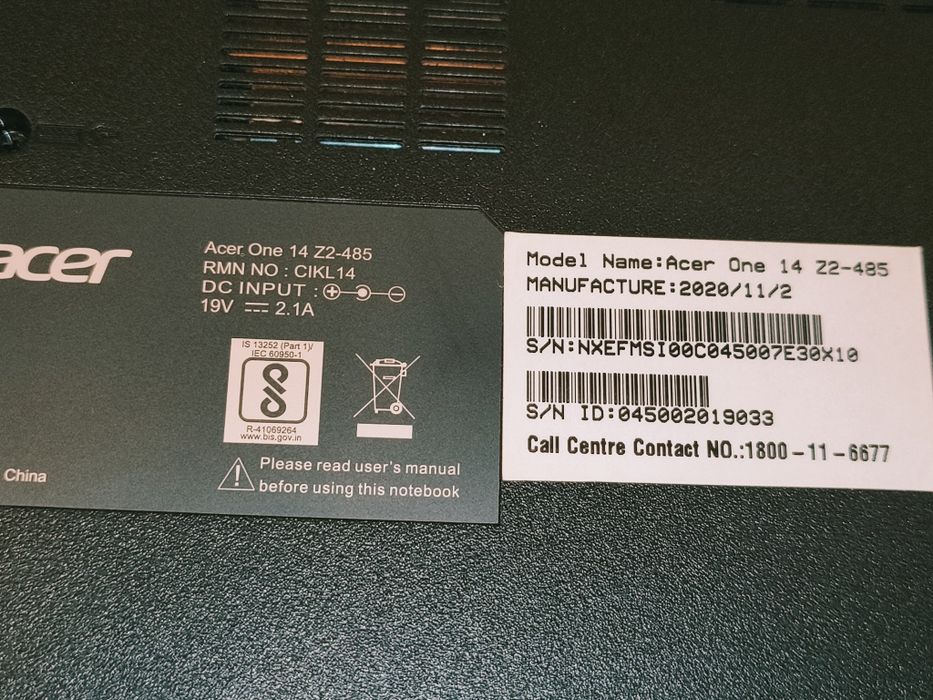 acer
Acer One 14 Z2-485
RMN NO : CIKL14
DC INPUT :
19V 2.1A
IS 13252 (Part 1)/
IEC 60950-1
R-41069264
www.bis.gov.in
China
Please read user's manual
before using this notebook
Model Name:Acer One 14 Z2-485
MANUFACTURE:2020/11/2
S/N:NXEFMSI00C045007E30X10
S/N ID:045002019033
Call Centre Contact NO.:1800-11-6677